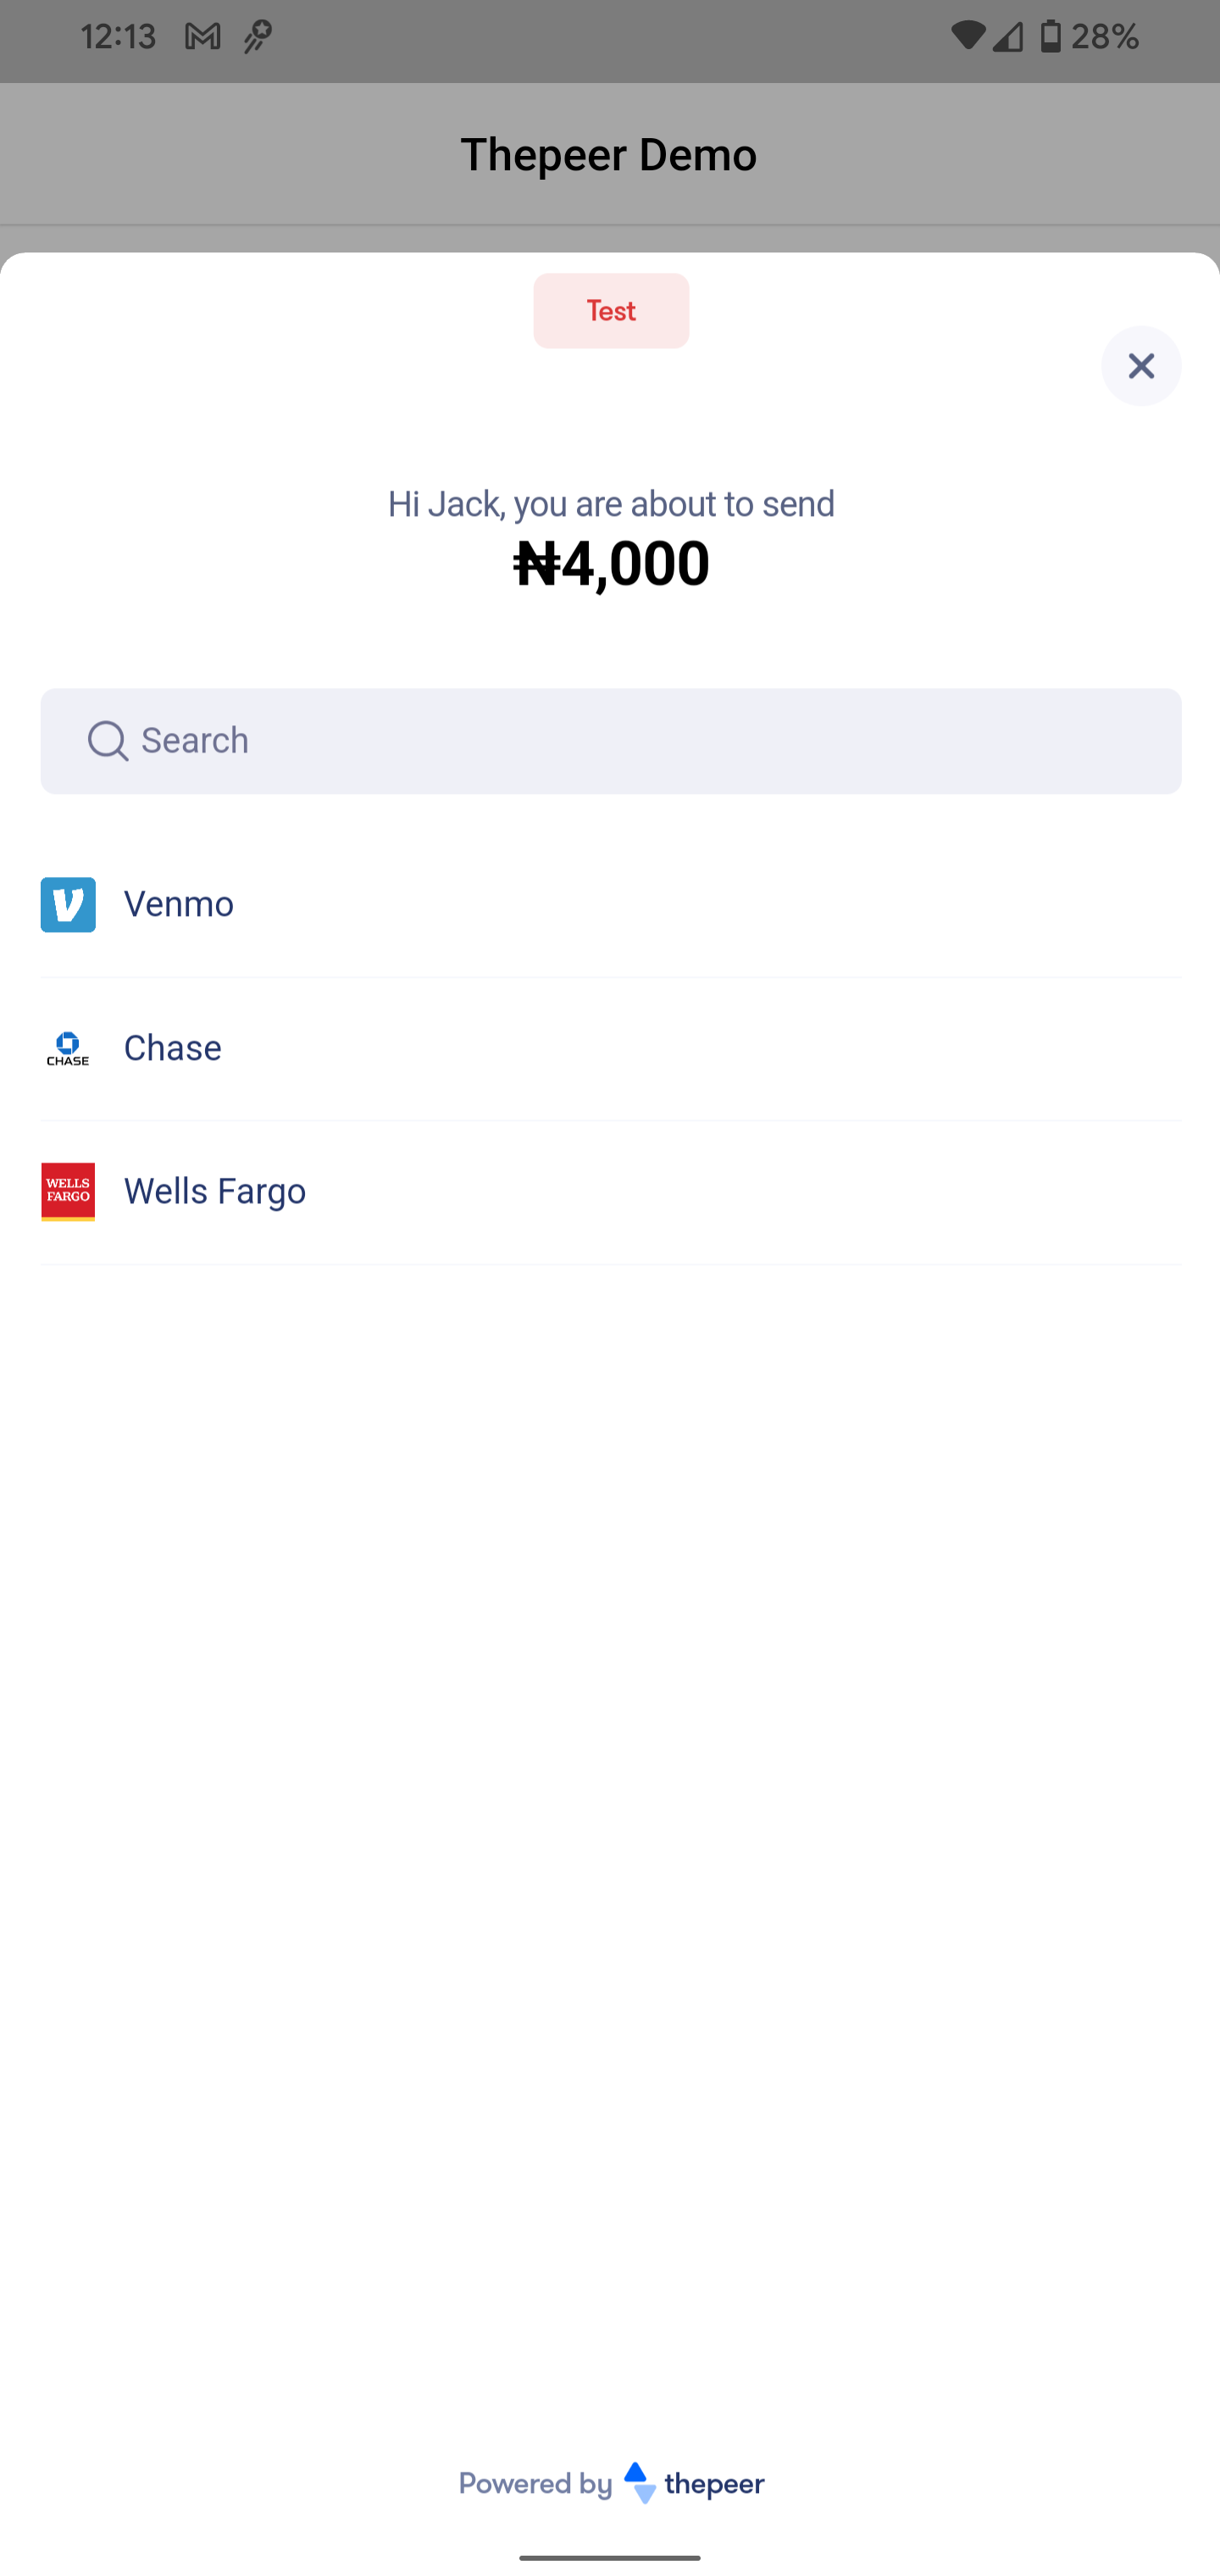 12:13 28%
Thepeer Demo
Test
Hi Jack, you are about to send
₦4,000
Search
Venmo
CHASE Chase
WELLS
FARGO
Wells Fargo
Powered by thepeer